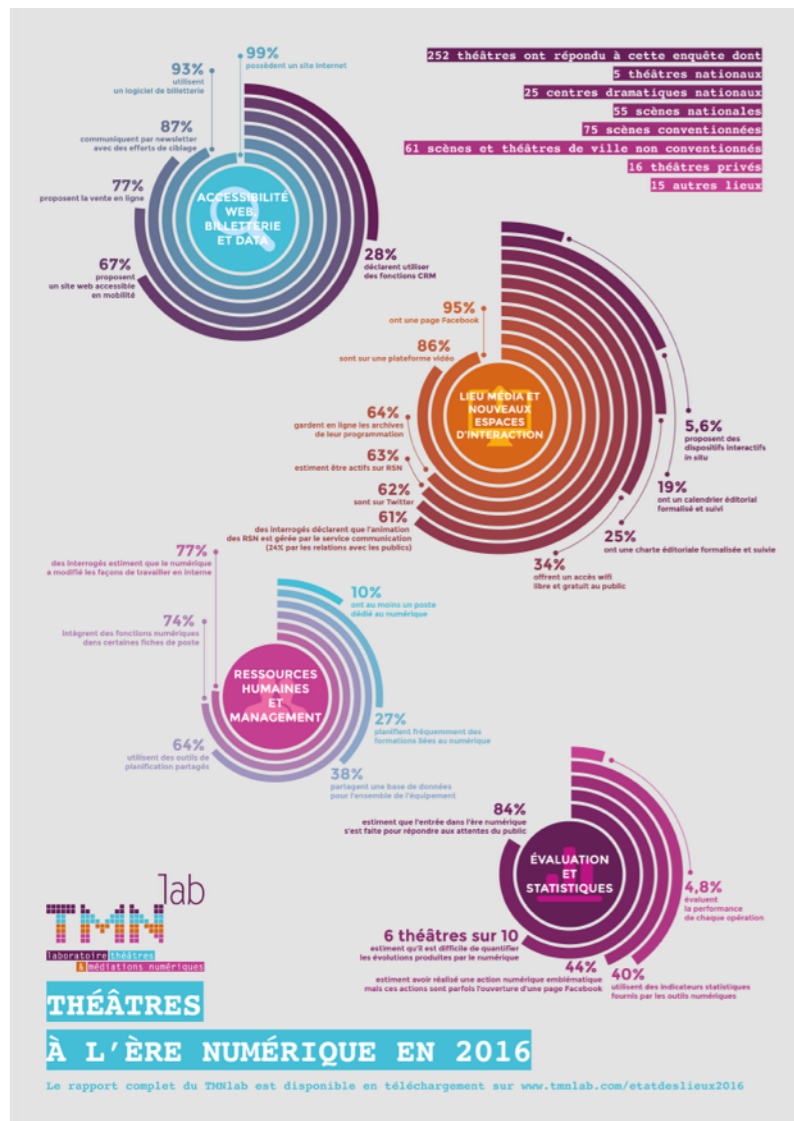 252 théâtres ont répondu à cette enquête dont
5 théâtres nationaux
25 centres dramatiques nationaux
55 scènes nationales
75 scènes conventionnées
61 scènes et théâtres de ville non conventionnés
16 théâtres privés
15 autres lieux
99%
possèdent un site Internet
93%
utilisent
un logiciel de billetterie
87%
communiquent par newsletter
avec des efforts de ciblage
77%
proposent la vente en ligne
67%
proposent
un site web accessible
en mobilité
ACCESSIBILITÉ
WEB,
BILLETTERIE
ET DATA
28%
déclarent utiliser
des fonctions CRM
95%
ont une page Facebook
86%
sont sur une plateforme vidéo
64%
gardent en ligne les archives
de leur programmation
63%
estiment être actifs sur RSN
62%
sont sur Twitter
61%
des interrogés déclarent que l'animation
des RSN est gérée par le service communication
(24% par les relations avec les publics)
LIEU MÉDIA ET
NOUVEAUX
ESPACES
D'INTERACTION
5,6%
proposent des
dispositifs interactifs
in situ
19%
ont un calendrier éditorial
formalisé et suivi
25%
ont une charte éditoriale formalisée et suivie
34%
offrent un accès wifi
libre et gratuit au public
77%
des interrogés estiment que le numérique
a modifié les façons de travailler en interne
74%
intègrent des fonctions numériques
dans certaines fiches de poste
64%
utilisent des outils de
planification partagés
RESSOURCES
HUMAINES
ET
MANAGEMENT
10%
ont au moins un poste
dédié au numérique
27%
planifient fréquemment des
formations liées au numérique
38%
partagent une base de données
pour l'ensemble de l'équipement
84%
estiment que l'entrée dans l'ère numérique
s'est faite pour répondre aux attentes du public
ÉVALUATION
ET
STATISTIQUES
4,8%
évaluent
la performance
de chaque opération
6 théâtres sur 10
estiment qu'il est difficile de quantifier
les évolutions produites par le numérique
44%
estiment avoir réalisé une action numérique emblématique
mais ces actions sont parfois l'ouverture d'une page Facebook
40%
utilisent des indicateurs statistiques
fournis par les outils numériques
TMN lab
laboratoire théâtres
& médiations numériques
THÉÂTRES
À L'ÈRE NUMÉRIQUE EN 2016
Le rapport complet du TMNlab est disponible en téléchargement sur www.tmnlab.com/etatdeslieux2016